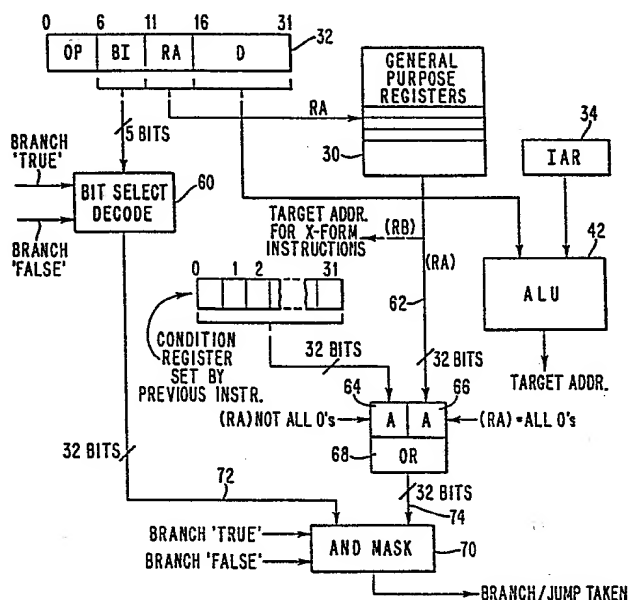 0 6 11 16 31
OP BI RA D
32
GENERAL
PURPOSE
REGISTERS
RA
30
34
IAR
5 BITS
BRANCH
'TRUE'
BIT SELECT
DECODE
60
BRANCH
'FALSE'
TARGET ADDR.
FOR X-FORM
INSTRUCTIONS
(RB)
(RA)
62
42
ALU
0 1 2 31
CONDITION
REGISTER
SET BY
PREVIOUS INSTR.
32 BITS
32 BITS
TARGET ADDR.
64 66
(RA) NOT ALL 0's
A A
(RA) = ALL 0's
68
OR
32 BITS
72
32 BITS
74
BRANCH 'TRUE'
BRANCH 'FALSE'
AND MASK
70
BRANCH/JUMP TAKEN